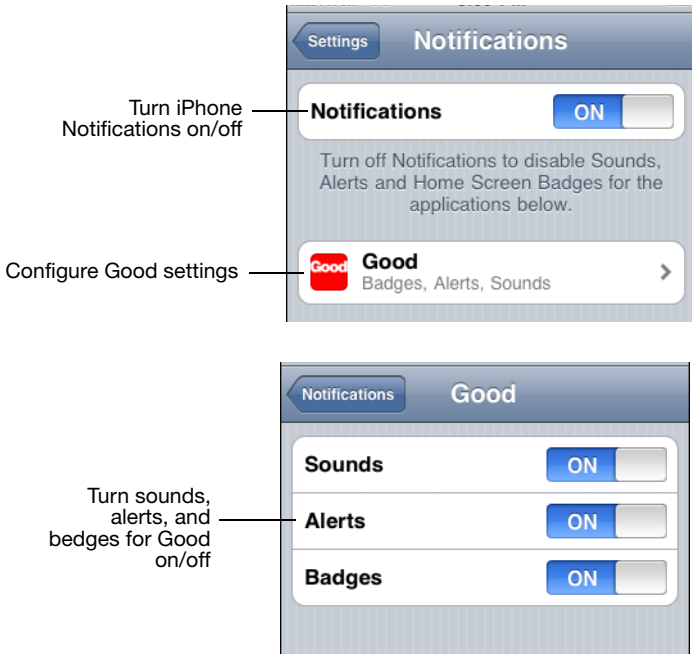 Settings
Notifications
Turn iPhone
Notifications on/off
Notifications
ON
Turn off Notifications to disable Sounds,
Alerts and Home Screen Badges for the
applications below.
Configure Good settings
Good
Good
Badges, Alerts, Sounds
Notifications
Good
Sounds
ON
Turn sounds,
alerts, and
bedges for Good
on/off
Alerts
ON
Badges
ON